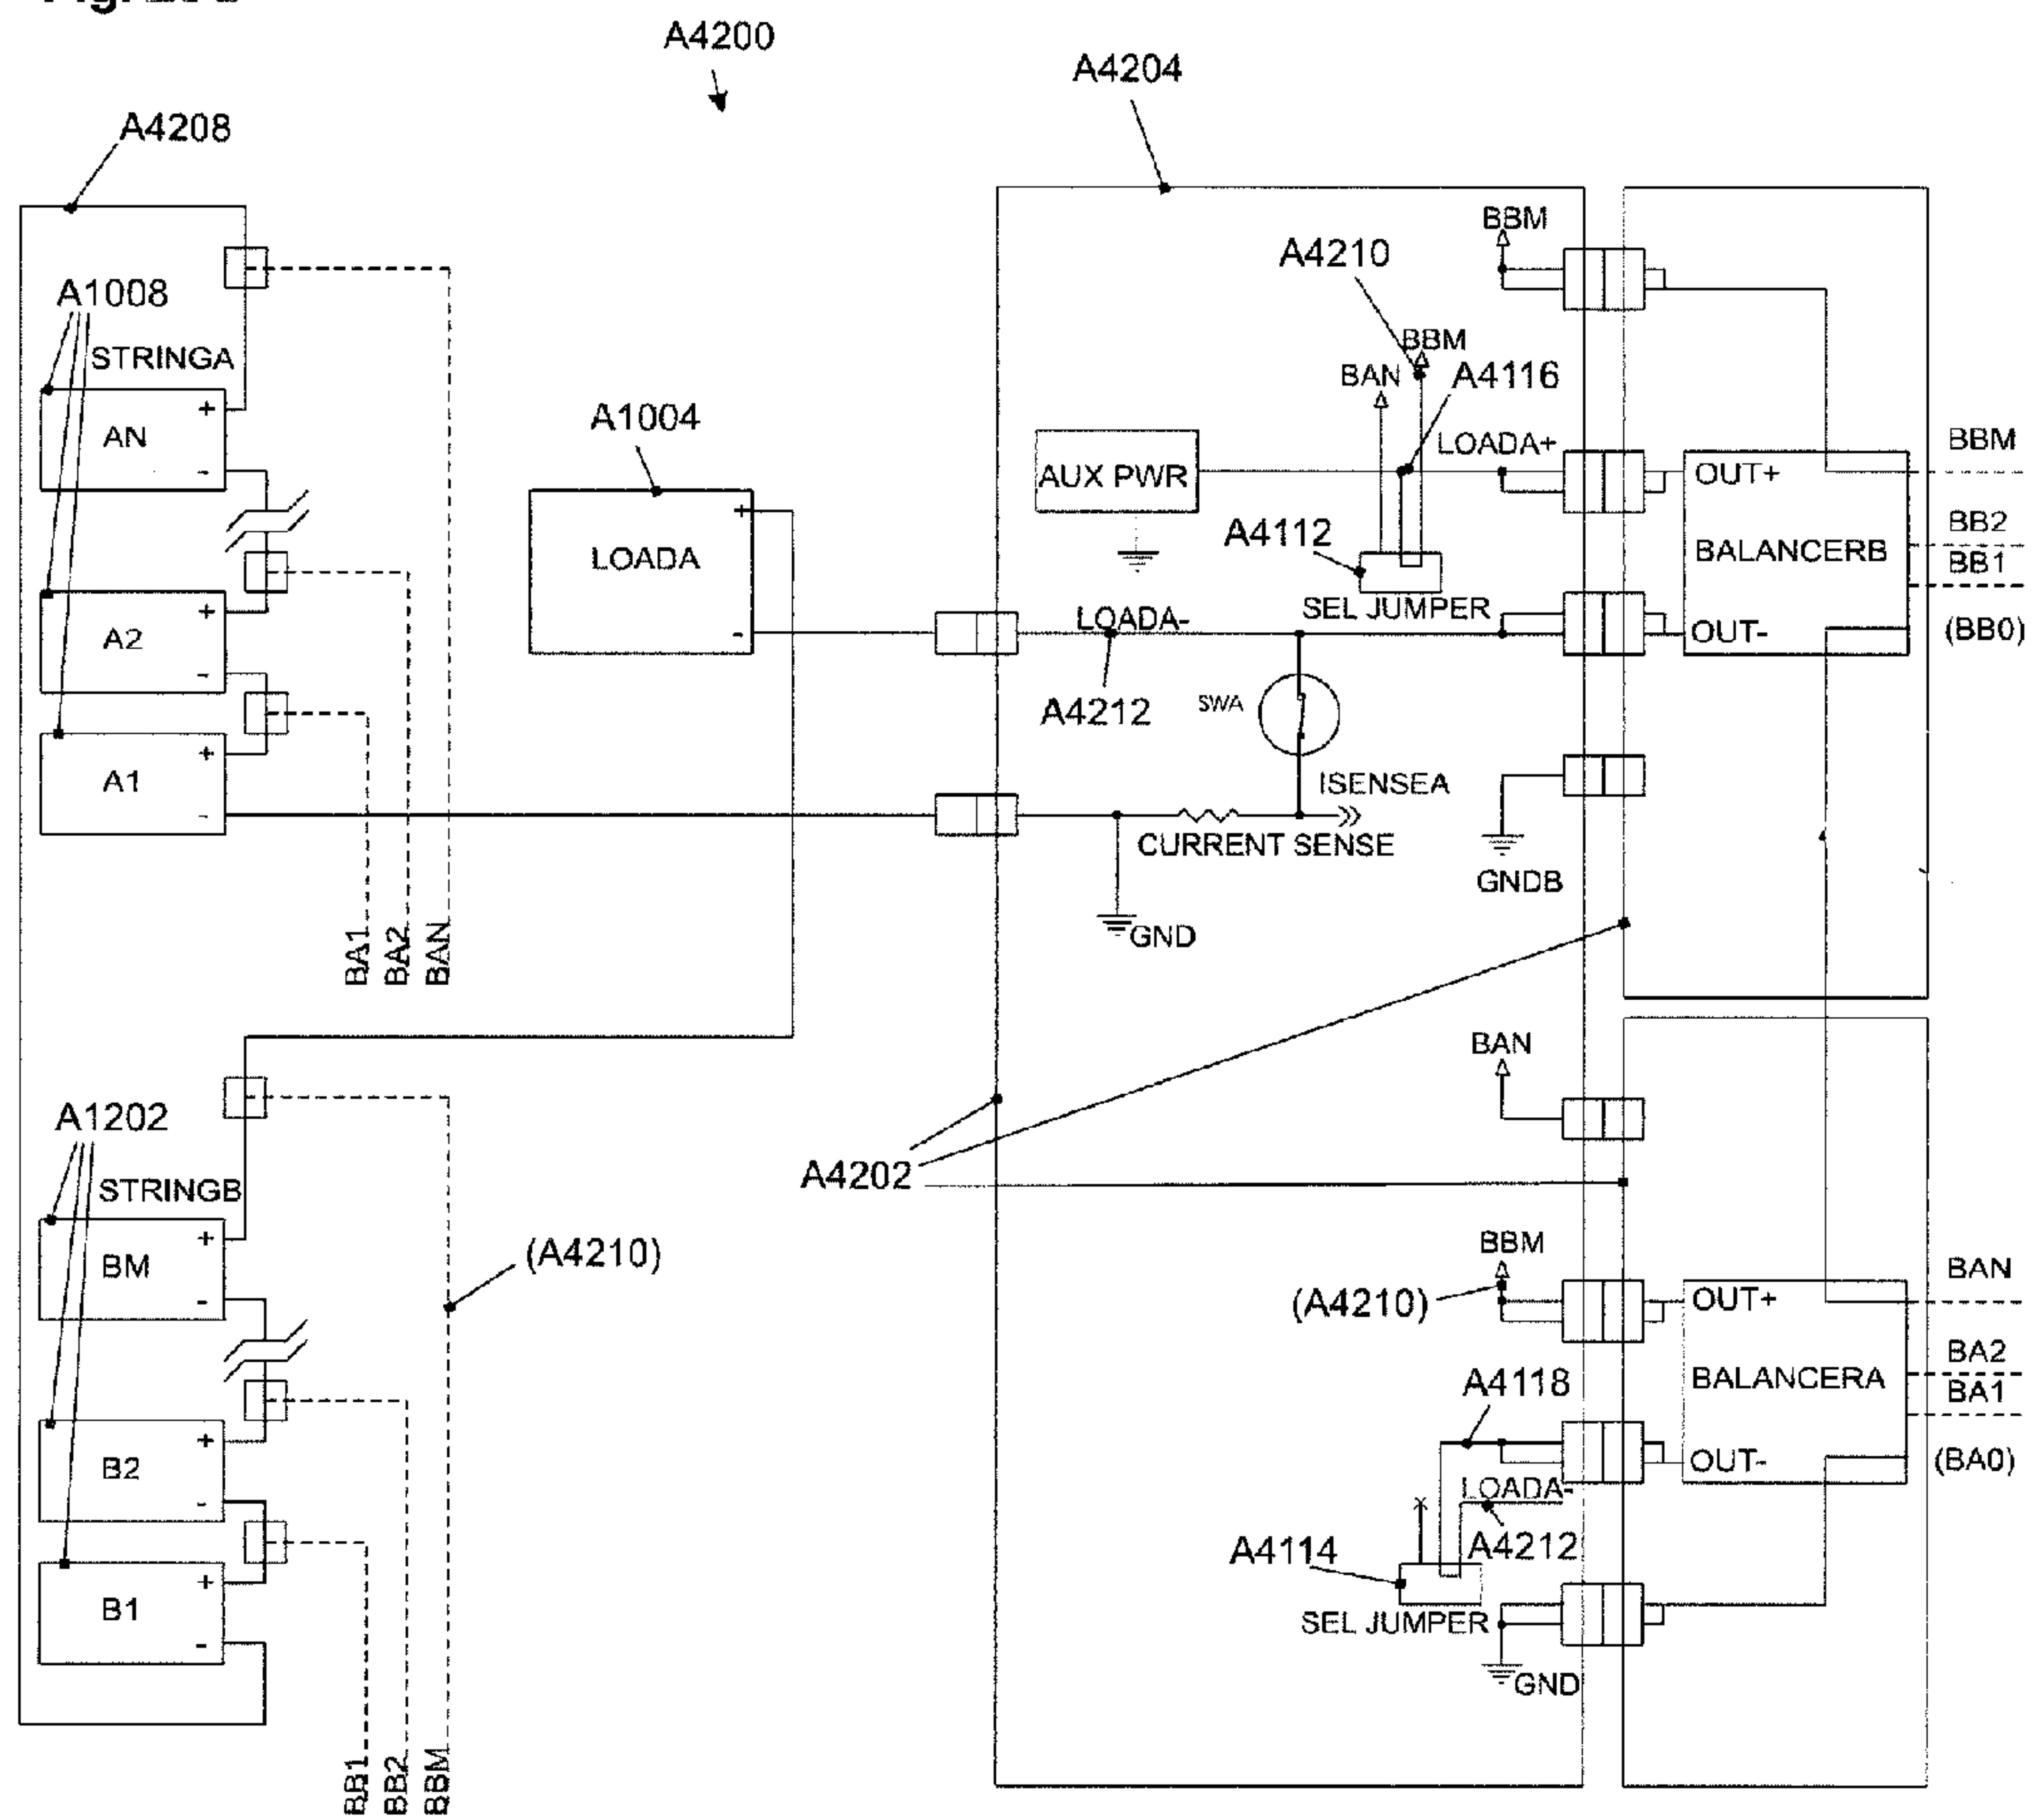 A4200
A4204
A4208
BBM
A4210
A1008
BBM
STRINGA
BAN
A4116
+
AN
-
A1004
LOADA+
BBM
AUX PWR
OUT+
+
LOADA
-
A4112
BALANCERB
BB2
BB1
SEL JUMPER
+
A2
-
LOADA-
OUT-
(BB0)
A4212
SWA
+
A1
-
ISENSEA
CURRENT SENSE
GNDB
GND
BA1
BA2
BAN
BAN
A1202
A4202
STRINGB
+
BM
-
(A4210)
BBM
(A4210)
OUT+
BAN
BALANCERA
BA2
BA1
A4118
+
B2
-
OUT-
(BA0)
LOADA-
A4212
A4114
+
B1
-
SEL JUMPER
GND
BB1
BB2
BBM